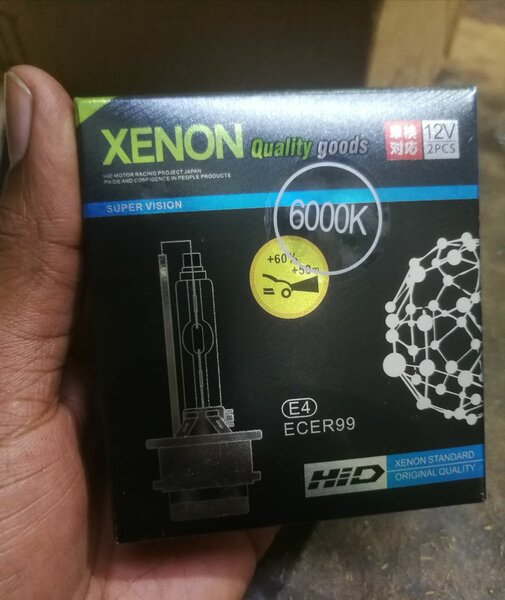 XENON Quality goods
車検
対応
12V
2PCS
HID MOTOR RACING PROJECT JAPAN
PAIDS AND CONFIDENCE IN PEOPLE PRODUCTS
SUPER VISION
6000K
+60%
+50m
E4
ECER99
HiD
XENON STANDARD
ORIGINAL QUALITY